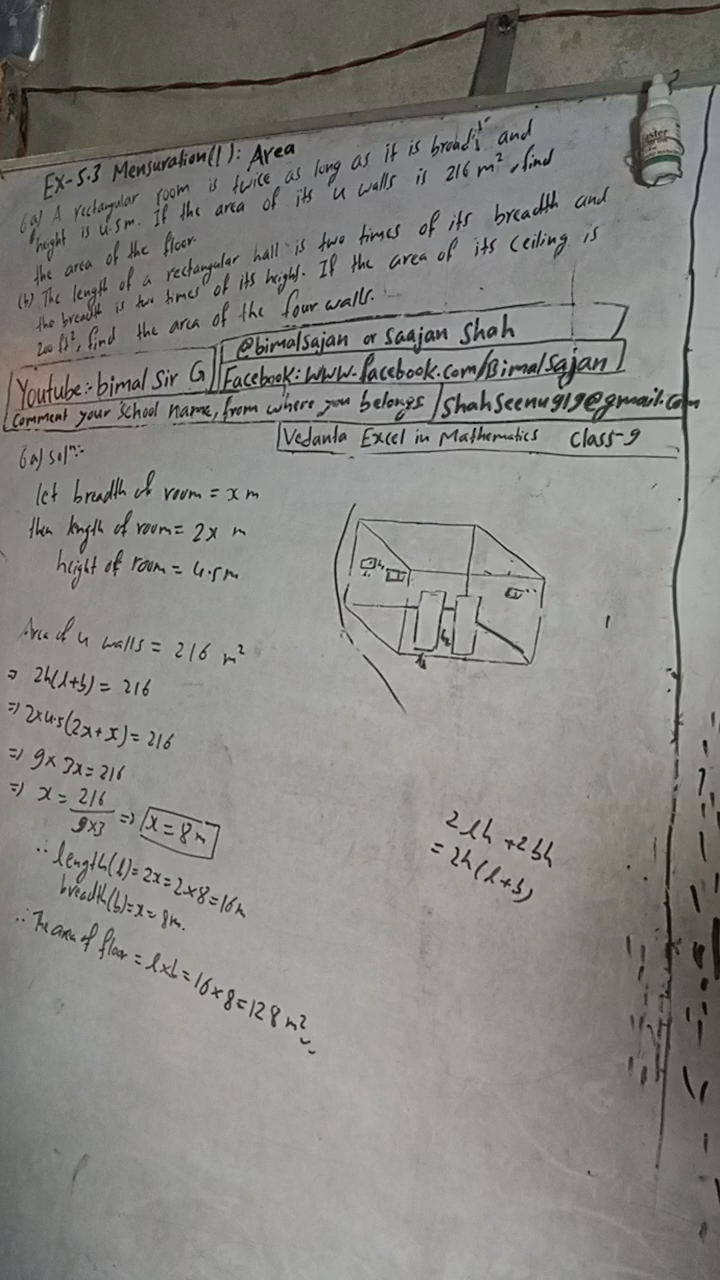 EX-5.3 Mensuration(1): Area
6a) A rectangular room is twice as long as it is broad and
height is 4.5m. If the area of its 4 walls is 216 m², find
the area of the floor.
(b) The length of a rectangular hall is two times of its breadth and
the breadth is two times of its height. If the area of its ceiling is
200 ft², find the area of the four walls.
@bimalsajan or Saajan Shah
Youtube:- bimal Sir G
Facebook: www.facebook.com/Bimalsajan
Comment your school name, from where you belongs
Shahseenu919@gmail.com
Vedanta Excel in Mathematics Class-9
6a) solⁿ:-
let breadth of room = x m
then length of room = 2x m
height of room = 4.5m
Area of 4 walls = 216 m²
⇒ 2h(l+b) = 216
⇒ 2×4.5(2x+x) = 216
⇒ 9×3x = 216
⇒ x = 216/9×3 ⇒ x = 8m
∴ length(l) = 2x = 2×8 = 16m
breadth(b) = x = 8m.
∴ The area of floor = l×b = 16×8 = 128 m²
2lh + 2bh
= 2h(l+b)